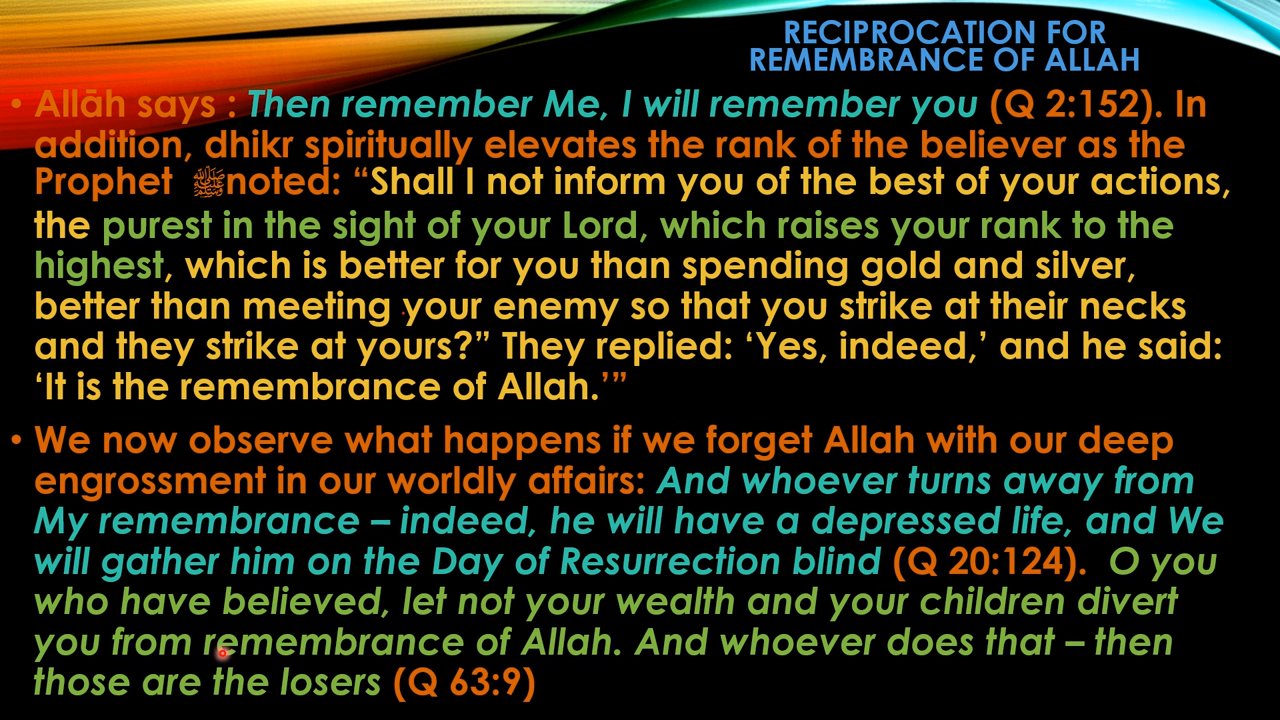 RECIPROCATION FOR
REMEMBRANCE OF ALLAH
• Allāh says : Then remember Me, I will remember you (Q 2:152). In
addition, dhikr spiritually elevates the rank of the believer as the
Prophet ﷺnoted: “Shall I not inform you of the best of your actions,
the purest in the sight of your Lord, which raises your rank to the
highest, which is better for you than spending gold and silver,
better than meeting your enemy so that you strike at their necks
and they strike at yours?” They replied: ‘Yes, indeed,’ and he said:
‘It is the remembrance of Allah.’”
• We now observe what happens if we forget Allah with our deep
engrossment in our worldly affairs: And whoever turns away from
My remembrance – indeed, he will have a depressed life, and We
will gather him on the Day of Resurrection blind (Q 20:124). O you
who have believed, let not your wealth and your children divert
you from remembrance of Allah. And whoever does that – then
those are the losers (Q 63:9)